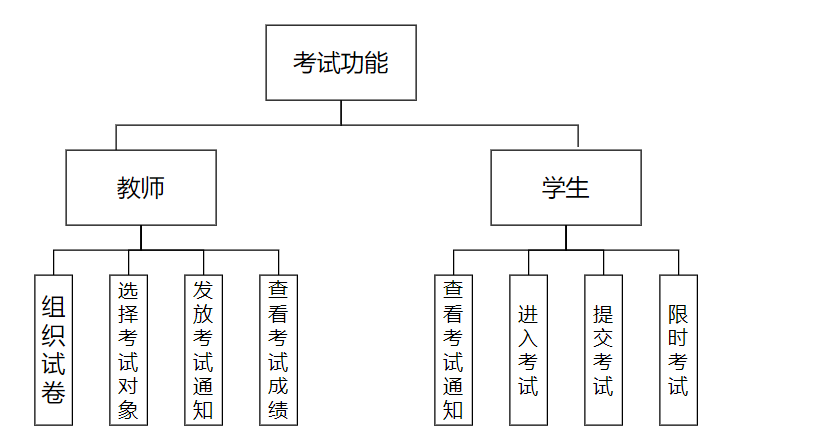 考试功能
教师
学生
组织试卷
选择考试对象
发放考试通知
查看考试成绩
查看考试通知
进入考试
提交考试
限时考试